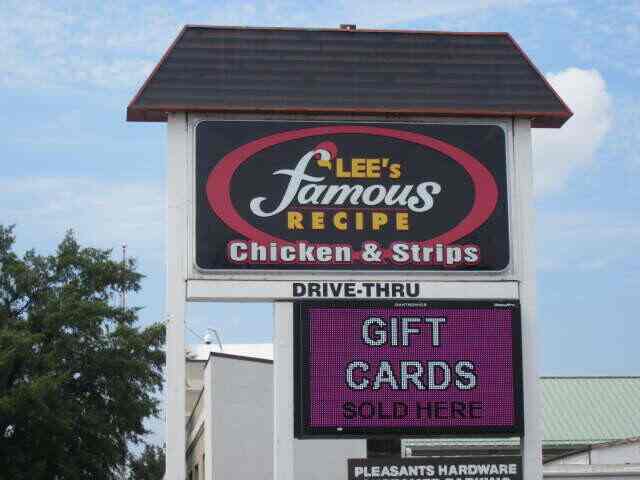 LEE's
famous
RECIPE
Chicken & Strips
DRIVE-THRU
GIFT
CARDS
SOLD HERE
PLEASANTS HARDWARE